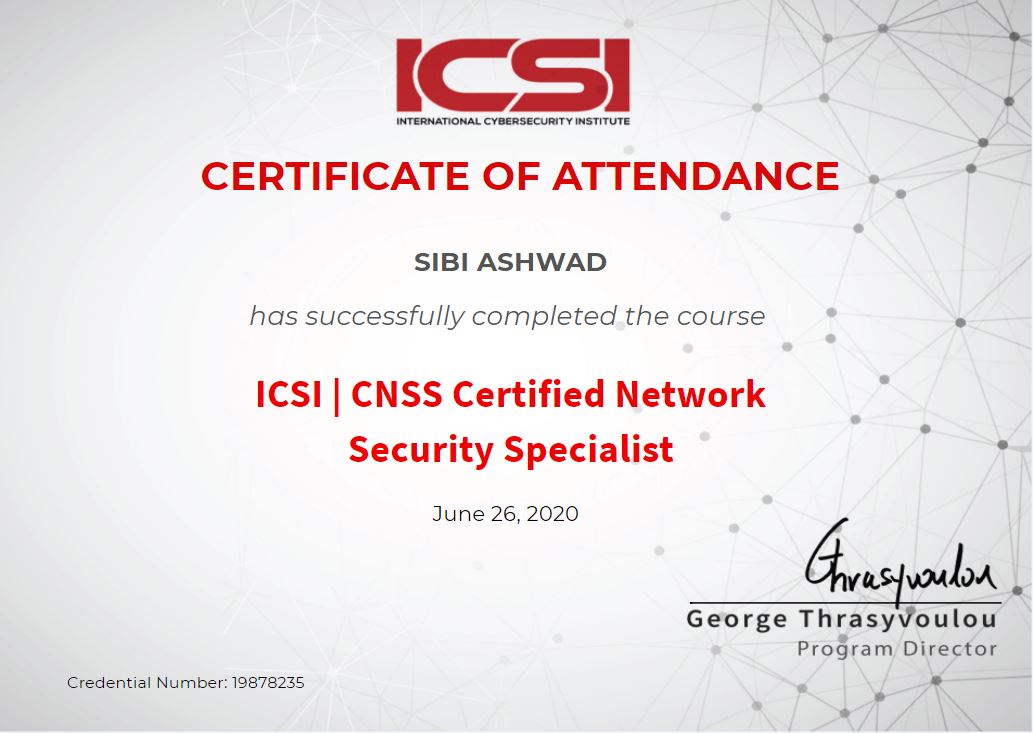 ICSI
INTERNATIONAL CYBERSECURITY INSTITUTE
CERTIFICATE OF ATTENDANCE
SIBI ASHWAD
has successfully completed the course
ICSI | CNSS Certified Network
Security Specialist
June 26, 2020
Thrasyvoulou
George Thrasyvoulou
Program Director
Credential Number: 19878235